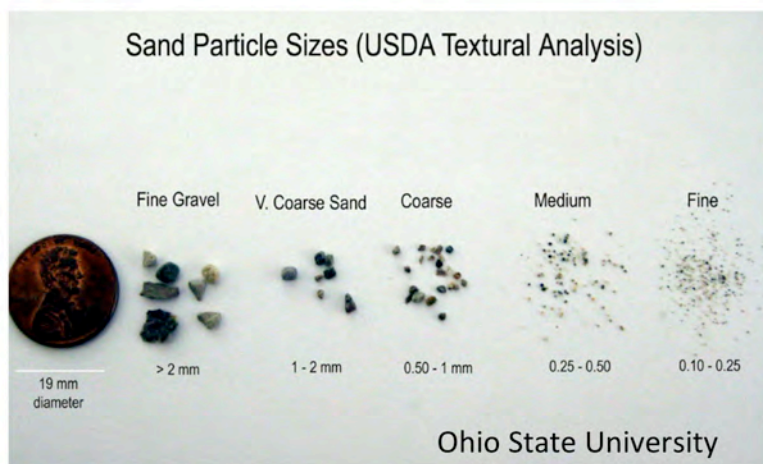 Sand Particle Sizes (USDA Textural Analysis)
Fine Gravel
V. Coarse Sand
Coarse
Medium
Fine
19 mm
diameter
> 2 mm
1 - 2 mm
0.50 - 1 mm
0.25 - 0.50
0.10 - 0.25
Ohio State University